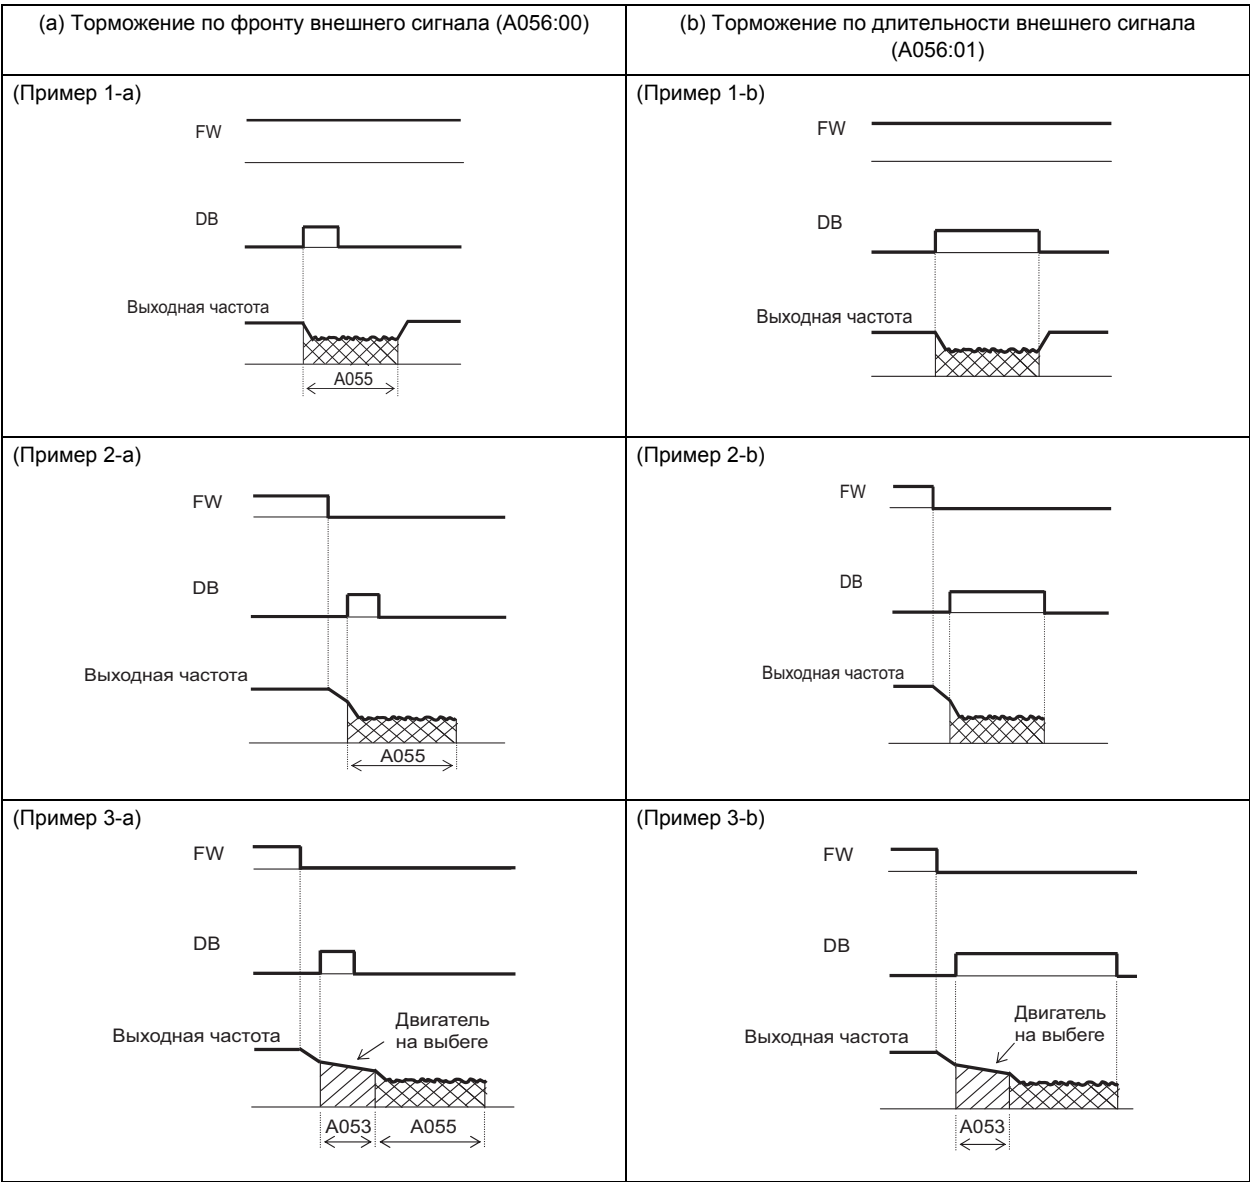 (a) Торможение по фронту внешнего сигнала (A056:00)
(b) Торможение по длительности внешнего сигнала
(A056:01)
(Пример 1-a)
FW
DB
Выходная частота
A055
(Пример 1-b)
FW
DB
Выходная частота
(Пример 2-a)
FW
DB
Выходная частота
A055
(Пример 2-b)
FW
DB
Выходная частота
(Пример 3-a)
FW
DB
Выходная частота
Двигатель
на выбеге
A053
A055
(Пример 3-b)
FW
DB
Выходная частота
Двигатель
на выбеге
A053